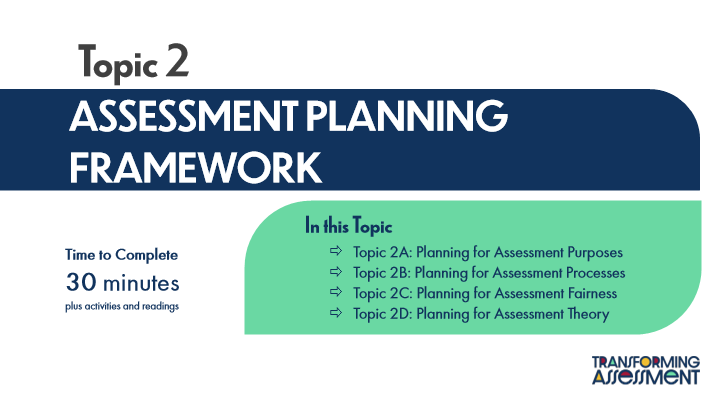 Topic 2
ASSESSMENT PLANNING
FRAMEWORK
Time to Complete
30 minutes
plus activities and readings
In this Topic
⇨ Topic 2A: Planning for Assessment Purposes
⇨ Topic 2B: Planning for Assessment Processes
⇨ Topic 2C: Planning for Assessment Fairness
⇨ Topic 2D: Planning for Assessment Theory
TRANSFORMING
ASSESSMENT